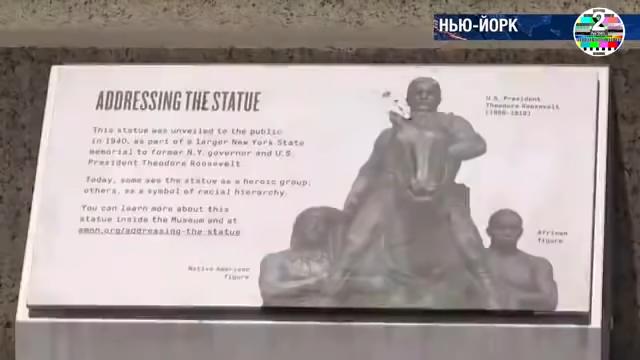 НЬЮ-ЙОРК
2
ADDRESSING THE STATUE
This statue was unveiled to the public
in 1940, as part of a larger New York State
memorial to former N.Y. governor and U.S.
President Theodore Roosevelt.
Today, some see the statue as a heroic group;
others, as a symbol of racial hierarchy.
You can learn more about this
statue inside the Museum and at
amnh.org/addressing-the-statue
U.S. President
Theodore Roosevelt
African
figure
Native American
figure